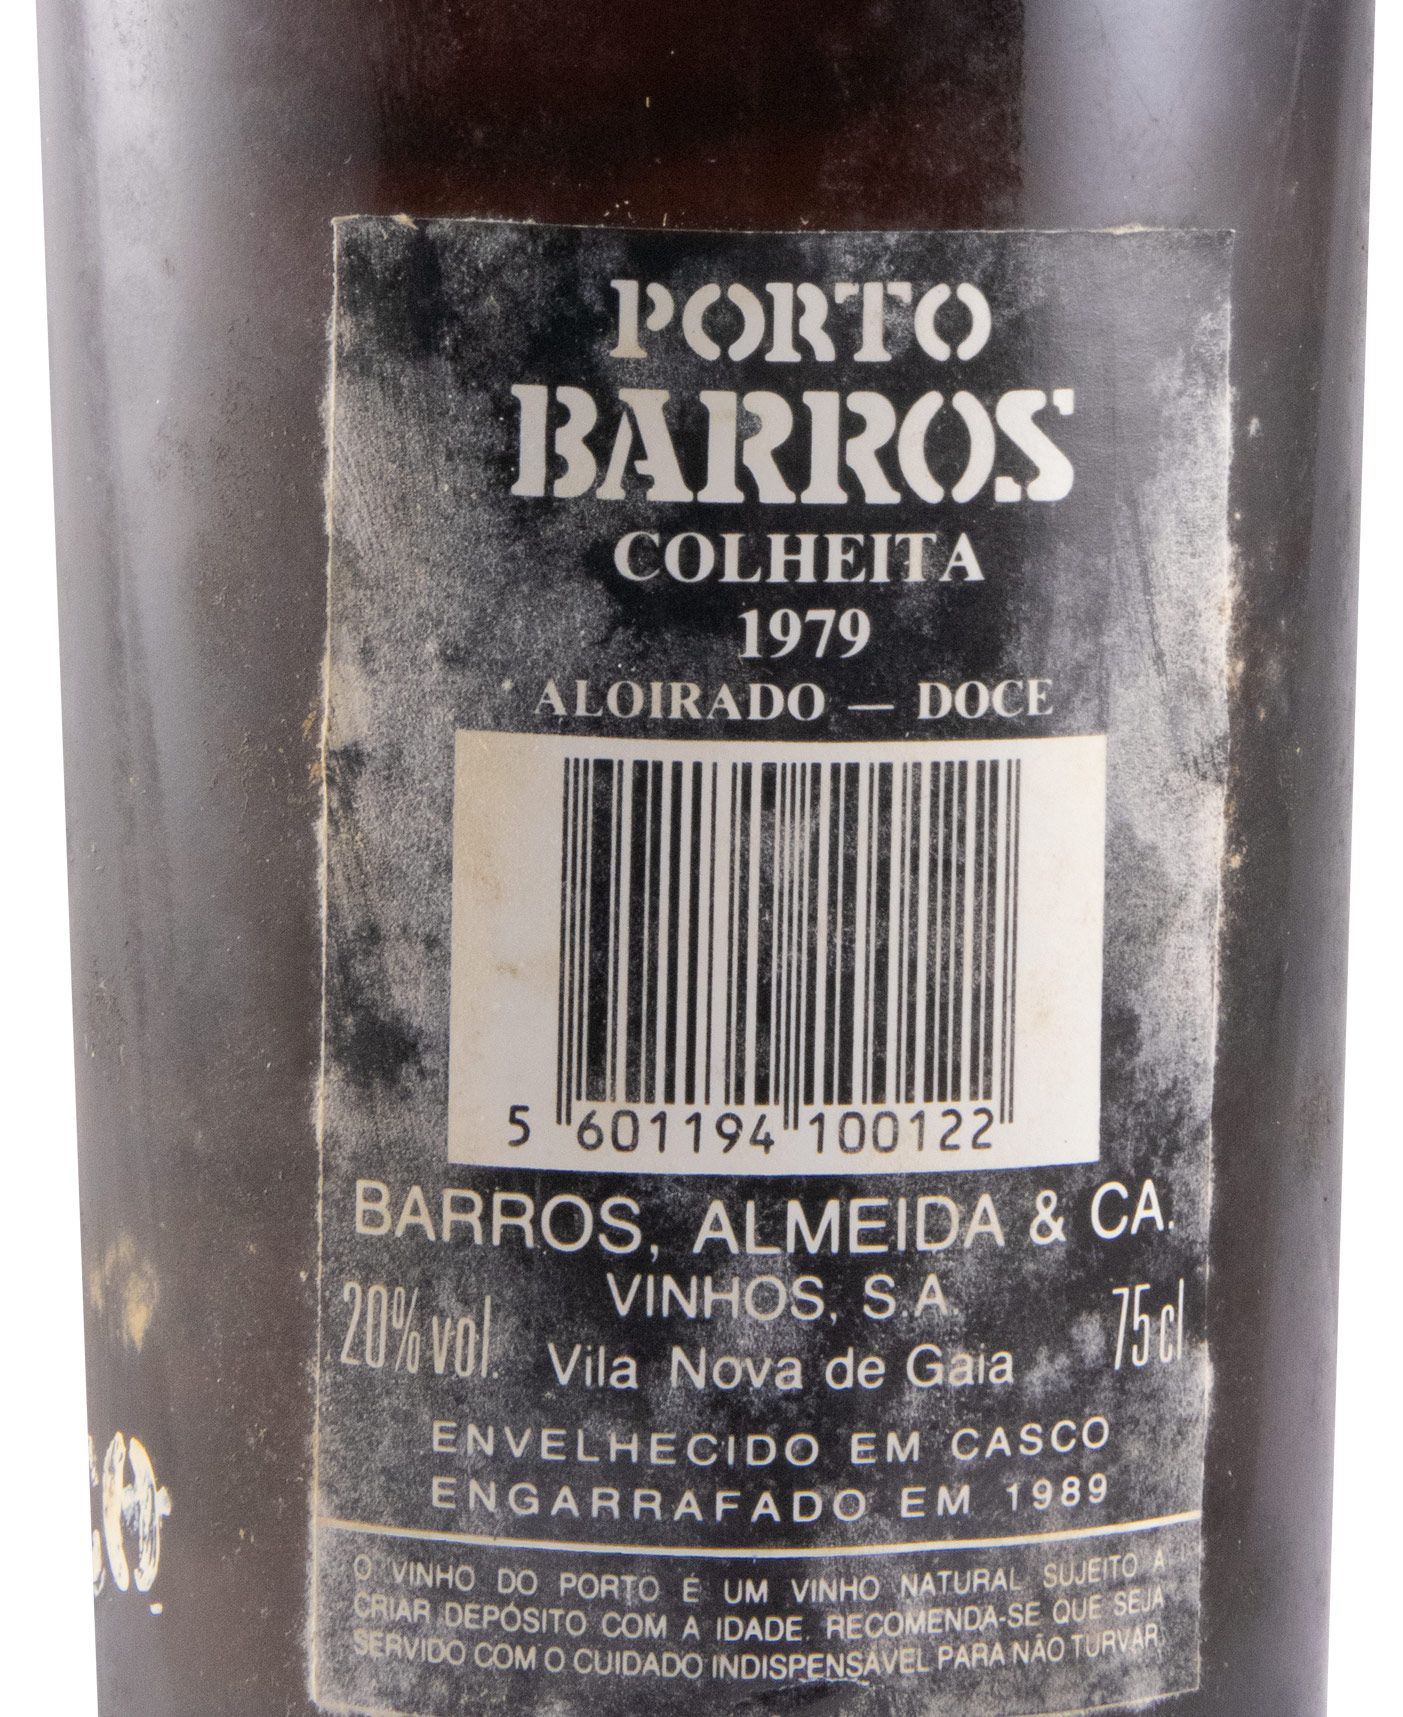 PORTO
BARROS
COLHEITA
1979
ALOIRADO — DOCE
5 601194 100122
BARROS, ALMEIDA & CA.
VINHOS, S.A.
20% vol. Vila Nova de Gaia 75 cl
ENVELHECIDO EM CASCO
ENGARRAFADO EM 1989
O VINHO DO PORTO É UM VINHO NATURAL SUJEITO A
CRIAR DEPÓSITO COM A IDADE. RECOMENDA-SE QUE SEJA
SERVIDO COM O CUIDADO INDISPENSÁVEL PARA NÃO TURVAR.